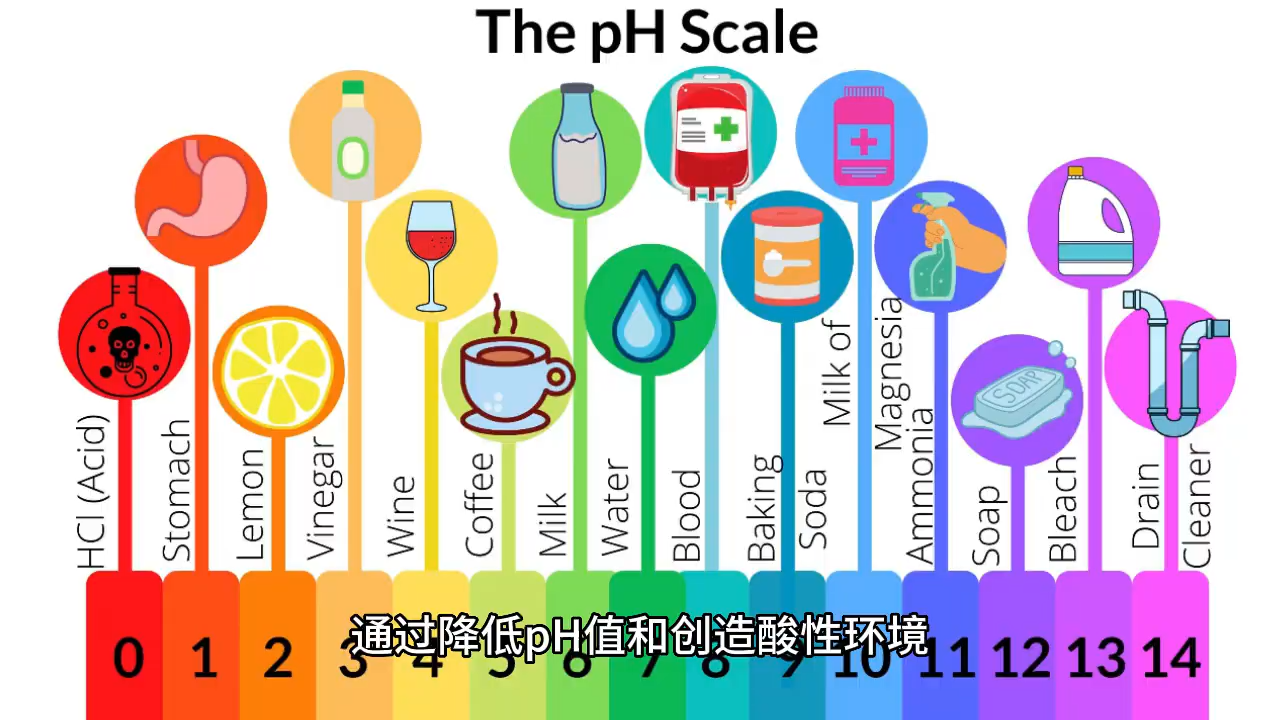 The pH Scale
HCl (Acid)
Stomach
Lemon
Vinegar
Wine
Coffee
Milk
Water
Blood
Baking
Soda
Milk of
Magnesia
Ammonia
Soap
SOAP
Bleach
Drain
Cleaner
通过降低pH值和创造酸性环境
0 1 2 3 4 5 6 7 8 9 10 11 12 13 14